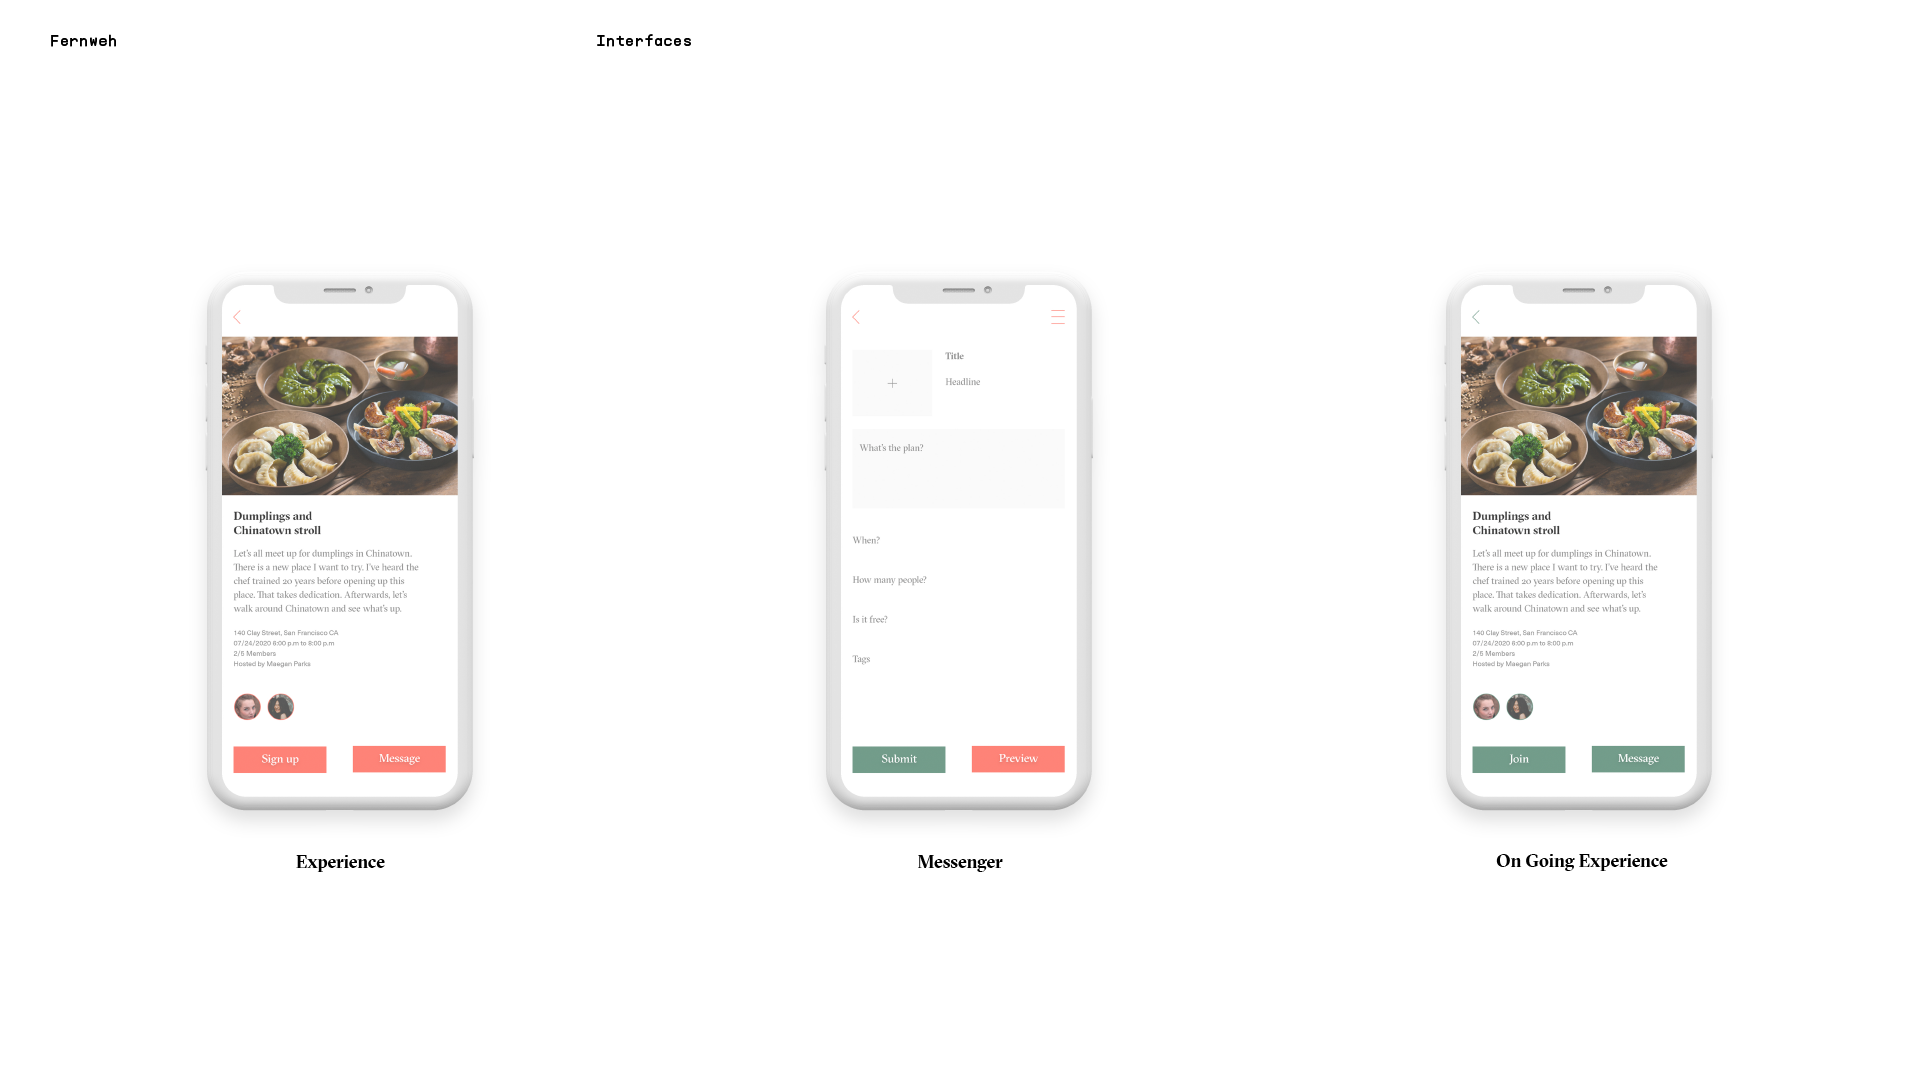 Fernweh
Interfaces
Dumplings and
Chinatown stroll
Let's all meet up for dumplings in Chinatown.
There is a new place I want to try. I've heard the
chef trained 20 years before opening up this
place. That takes dedication. Afterwards, let's
walk around Chinatown and see what's up.
140 Clay Street, San Francisco CA
07/24/2020 6:00 p.m to 8:00 p.m
2/5 Members
Hosted by Maegan Parks
Sign up
Message
Experience
Title
Headline
What's the plan?
When?
How many people?
Is it free?
Tags
Submit
Preview
Messenger
Dumplings and
Chinatown stroll
Let's all meet up for dumplings in Chinatown.
There is a new place I want to try. I've heard the
chef trained 20 years before opening up this
place. That takes dedication. Afterwards, let's
walk around Chinatown and see what's up.
140 Clay Street, San Francisco CA
07/24/2020 6:00 p.m to 8:00 p.m
2/5 Members
Hosted by Maegan Parks
Join
Message
On Going Experience